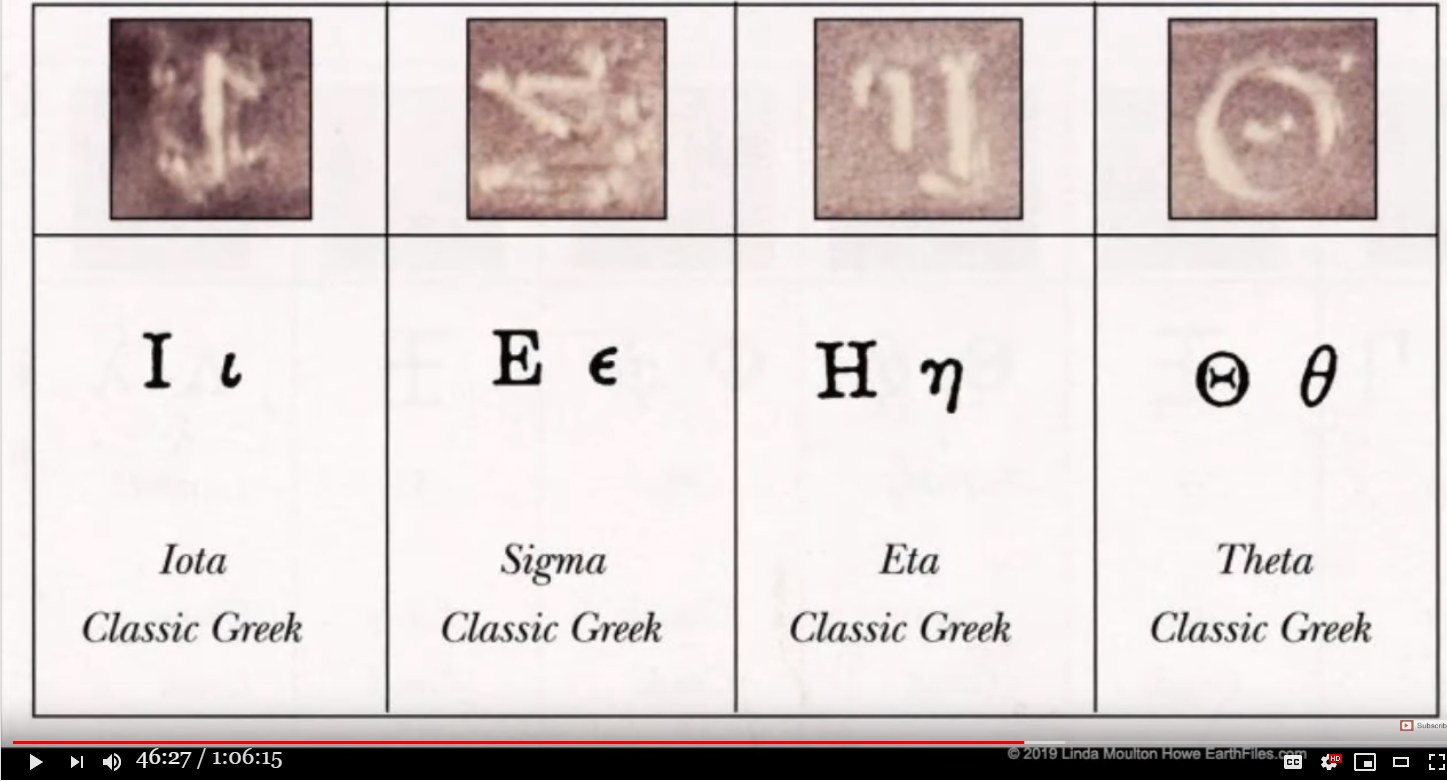 I ι E ϵ H η Θ θ
Iota Sigma Eta Theta
Classic Greek Classic Greek Classic Greek Classic Greek
Subscrib
46:27 / 1:06:15
© 2019 Linda Moulton Howe EarthFiles.com
CC HD